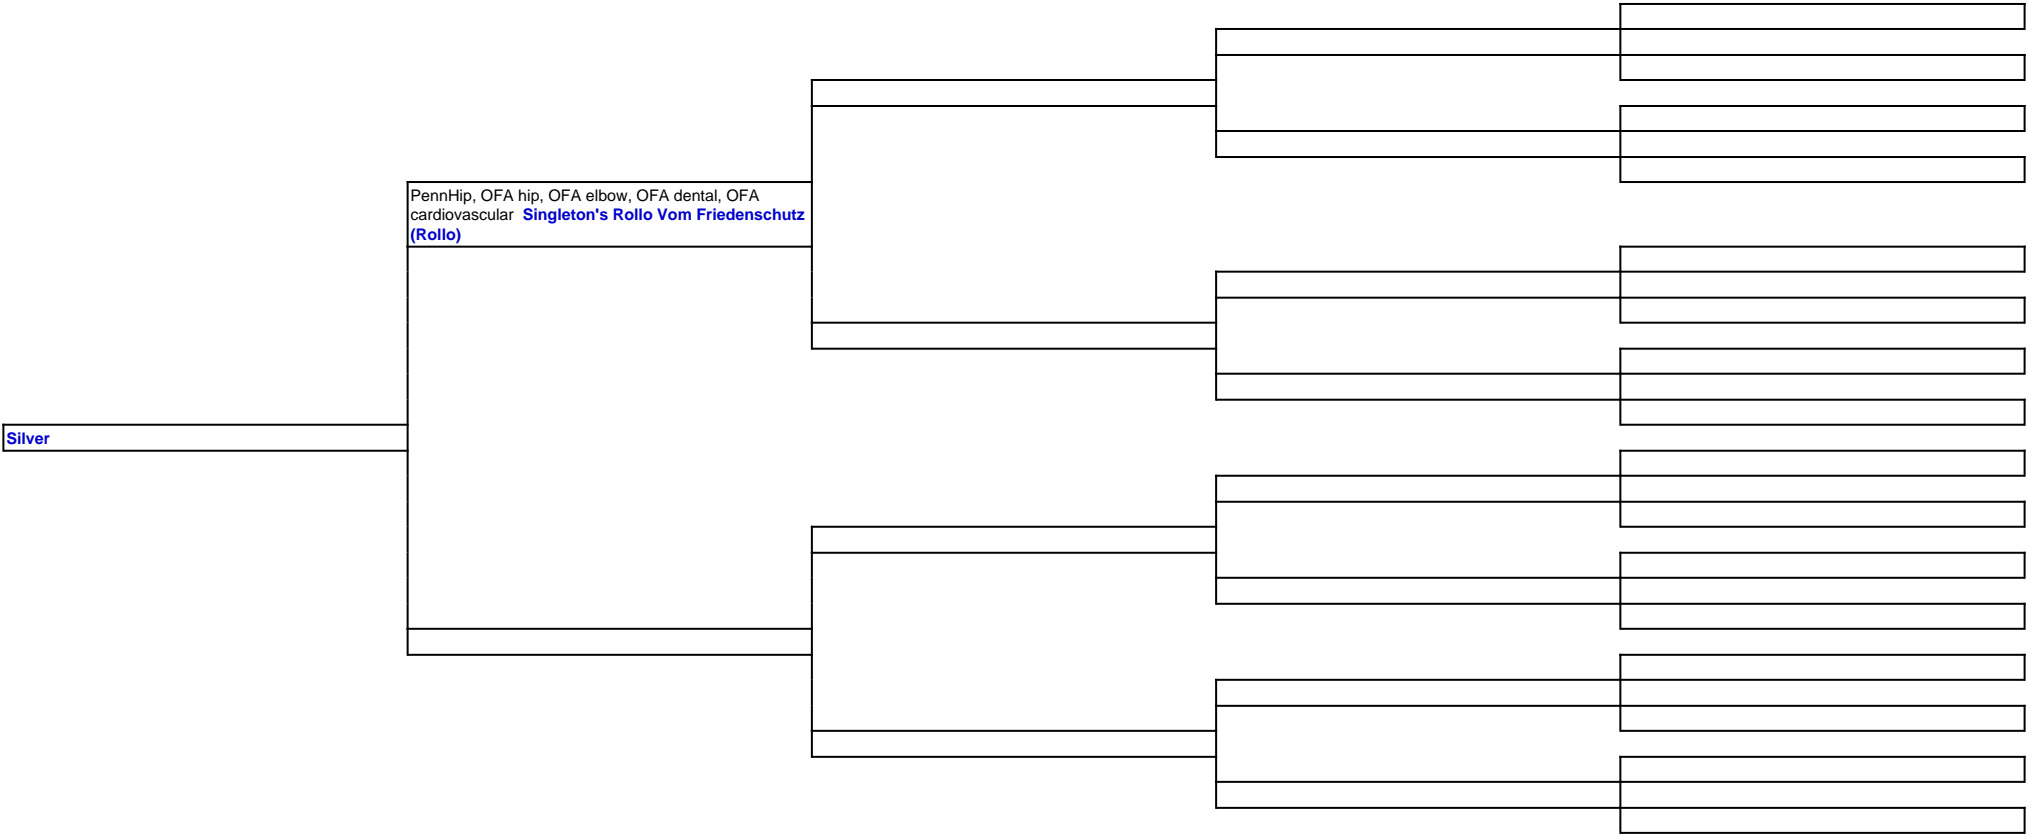 PennHip, OFA hip, OFA elbow, OFA dental, OFA
cardiovascular Singleton's Rollo Vom Friedenschutz
(Rollo)
Silver